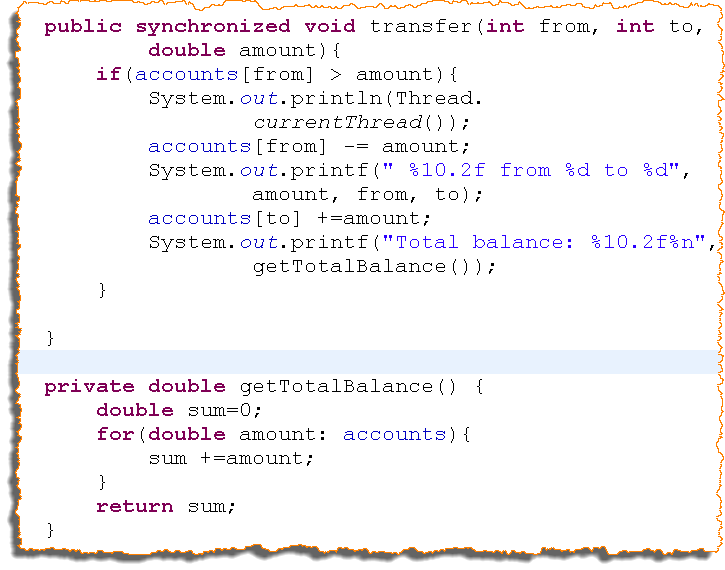 public synchronized void transfer(int from, int to,
        double amount){
    if(accounts[from] > amount){
        System.out.println(Thread.
                currentThread());
        accounts[from] -= amount;
        System.out.printf(" %10.2f from %d to %d",
                amount, from, to);
        accounts[to] +=amount;
        System.out.printf("Total balance: %10.2f%n",
                getTotalBalance());
    }

}

private double getTotalBalance() {
    double sum=0;
    for(double amount: accounts){
        sum +=amount;
    }
    return sum;
}